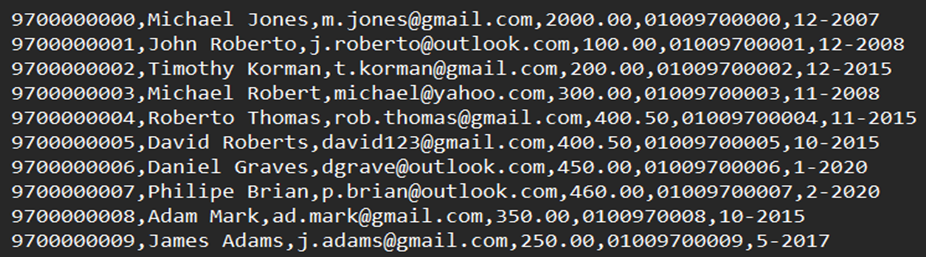 9700000000,Michael Jones,m.jones@gmail.com,2000.00,01009700000,12-2007
9700000001,John Roberto,j.roberto@outlook.com,100.00,01009700001,12-2008
9700000002,Timothy Korman,t.korman@gmail.com,200.00,01009700002,12-2015
9700000003,Michael Robert,michael@yahoo.com,300.00,01009700003,11-2008
9700000004,Roberto Thomas,rob.thomas@gmail.com,400.50,01009700004,11-2015
9700000005,David Roberts,david123@gmail.com,400.50,01009700005,10-2015
9700000006,Daniel Graves,dgrave@outlook.com,450.00,01009700006,1-2020
9700000007,Philipe Brian,p.brian@outlook.com,460.00,01009700007,2-2020
9700000008,Adam Mark,ad.mark@gmail.com,350.00,0100970008,10-2015
9700000009,James Adams,j.adams@gmail.com,250.00,01009700009,5-2017